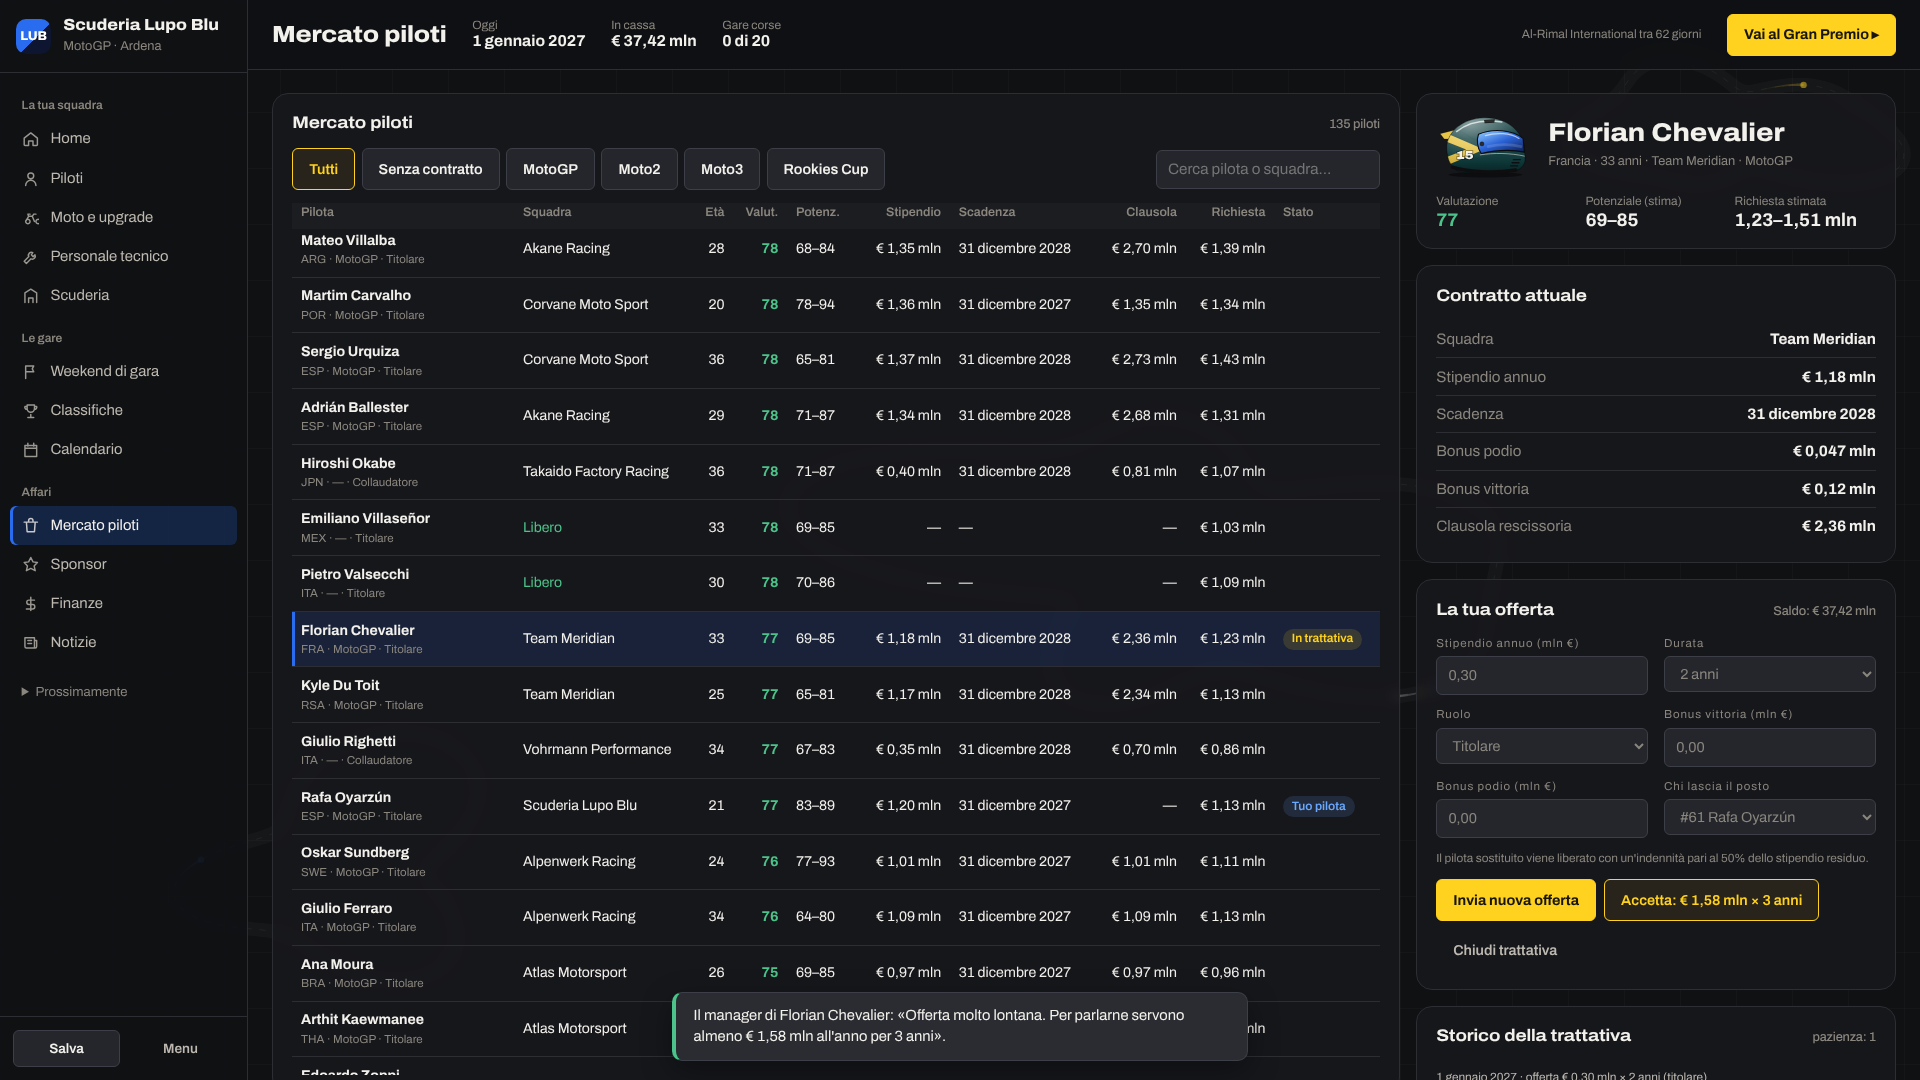 LUB
Scuderia Lupo Blu
MotoGP · Ardena
La tua squadra
Home
Piloti
Moto e upgrade
Personale tecnico
Scuderia
Le gare
Weekend di gara
Classifiche
Calendario
Affari
Mercato piloti
Sponsor
Finanze
Notizie
Prossimamente
Salva Menu
Mercato piloti
Oggi
1 gennaio 2027
In cassa
€ 37,42 mln
Gare corse
0 di 20
Al-Rimal International tra 62 giorni
Vai al Gran Premio ▸
Mercato piloti
135 piloti
Tutti Senza contratto MotoGP Moto2 Moto3 Rookies Cup
Cerca pilota o squadra...
Pilota Squadra Età Valut. Potenz. Stipendio Scadenza Clausola Richiesta Stato
Mateo Villalba Akane Racing 28 78 68–84 € 1,35 mln 31 dicembre 2028 € 2,70 mln € 1,39 mln
ARG · MotoGP · Titolare
Martim Carvalho Corvane Moto Sport 20 78 78–94 € 1,36 mln 31 dicembre 2027 € 1,35 mln € 1,34 mln
POR · MotoGP · Titolare
Sergio Urquiza Corvane Moto Sport 36 78 65–81 € 1,37 mln 31 dicembre 2028 € 2,73 mln € 1,43 mln
ESP · MotoGP · Titolare
Adrián Ballester Akane Racing 29 78 71–87 € 1,34 mln 31 dicembre 2028 € 2,68 mln € 1,31 mln
ESP · MotoGP · Titolare
Hiroshi Okabe Takaido Factory Racing 36 78 71–87 € 0,40 mln 31 dicembre 2028 € 0,81 mln € 1,07 mln
JPN · — · Collaudatore
Emiliano Villaseñor Libero 33 78 69–85 — — — € 1,03 mln
MEX · — · Titolare
Pietro Valsecchi Libero 30 78 70–86 — — — € 1,09 mln
ITA · — · Titolare
Florian Chevalier Team Meridian 33 77 69–85 € 1,18 mln 31 dicembre 2028 € 2,36 mln € 1,23 mln In trattativa
FRA · MotoGP · Titolare
Kyle Du Toit Team Meridian 25 77 65–81 € 1,17 mln 31 dicembre 2028 € 2,34 mln € 1,13 mln
RSA · MotoGP · Titolare
Giulio Righetti Vohrmann Performance 34 77 67–83 € 0,35 mln 31 dicembre 2028 € 0,70 mln € 0,86 mln
ITA · — · Collaudatore
Rafa Oyarzún Scuderia Lupo Blu 21 77 83–89 € 1,20 mln 31 dicembre 2027 — € 1,13 mln Tuo pilota
ESP · MotoGP · Titolare
Oskar Sundberg Alpenwerk Racing 24 76 77–93 € 1,01 mln 31 dicembre 2027 € 1,01 mln € 1,11 mln
SWE · MotoGP · Titolare
Giulio Ferraro Alpenwerk Racing 34 76 64–80 € 1,09 mln 31 dicembre 2027 € 1,09 mln € 1,13 mln
ITA · MotoGP · Titolare
Ana Moura Atlas Motorsport 26 75 69–85 € 0,97 mln 31 dicembre 2027 € 0,97 mln € 0,96 mln
BRA · MotoGP · Titolare
Arthit Kaewmanee Atlas Motorsport mln
THA · MotoGP · Titolare
Edoardo Zoppi
Il manager di Florian Chevalier: «Offerta molto lontana. Per parlarne servono
almeno € 1,58 mln all'anno per 3 anni».
15
Florian Chevalier
Francia · 33 anni · Team Meridian · MotoGP
Valutazione Potenziale (stima) Richiesta stimata
77 69–85 1,23–1,51 mln
Contratto attuale
Squadra Team Meridian
Stipendio annuo € 1,18 mln
Scadenza 31 dicembre 2028
Bonus podio € 0,047 mln
Bonus vittoria € 0,12 mln
Clausola rescissoria € 2,36 mln
La tua offerta Saldo: € 37,42 mln
Stipendio annuo (mln €) Durata
0,30 2 anni
Ruolo Bonus vittoria (mln €)
Titolare 0,00
Bonus podio (mln €) Chi lascia il posto
0,00 #61 Rafa Oyarzún
Il pilota sostituito viene liberato con un'indennità pari al 50% dello stipendio residuo.
Invia nuova offerta Accetta: € 1,58 mln × 3 anni
Chiudi trattativa
Storico della trattativa pazienza: 1
1 gennaio 2027 · offerta € 0,30 mln × 2 anni (titolare)